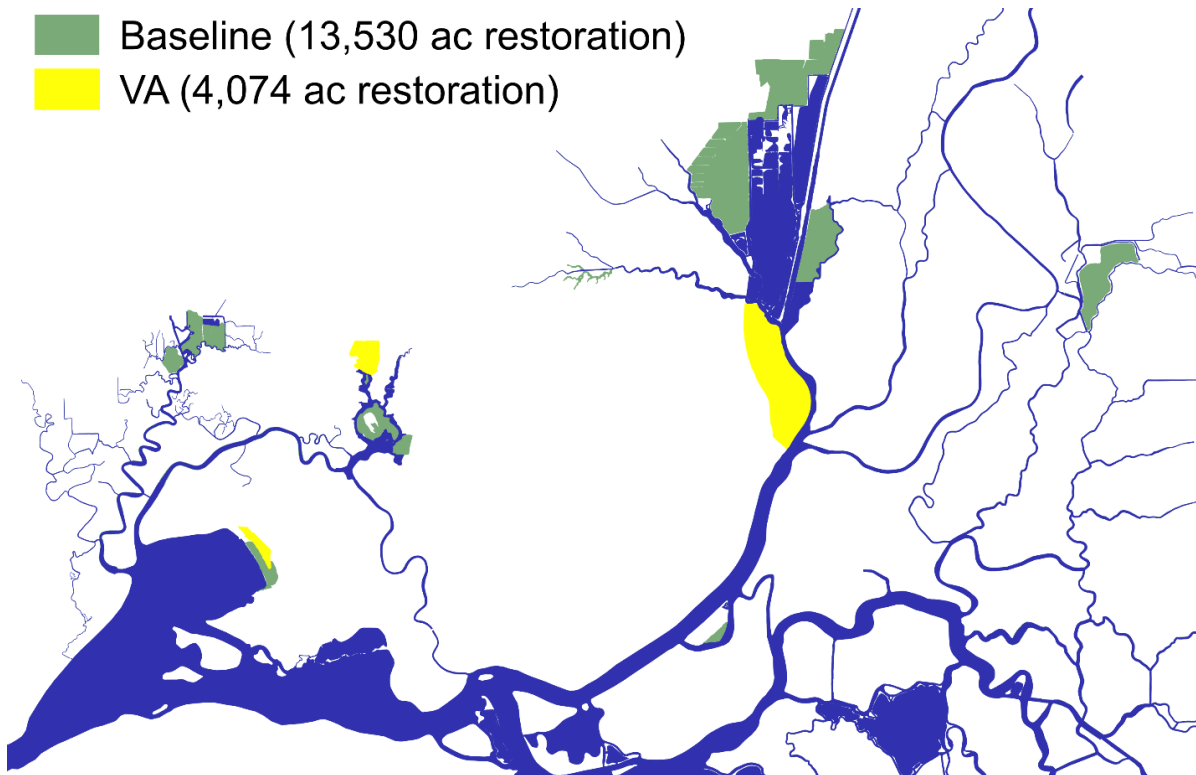 Baseline (13,530 ac restoration)
VA (4,074 ac restoration)